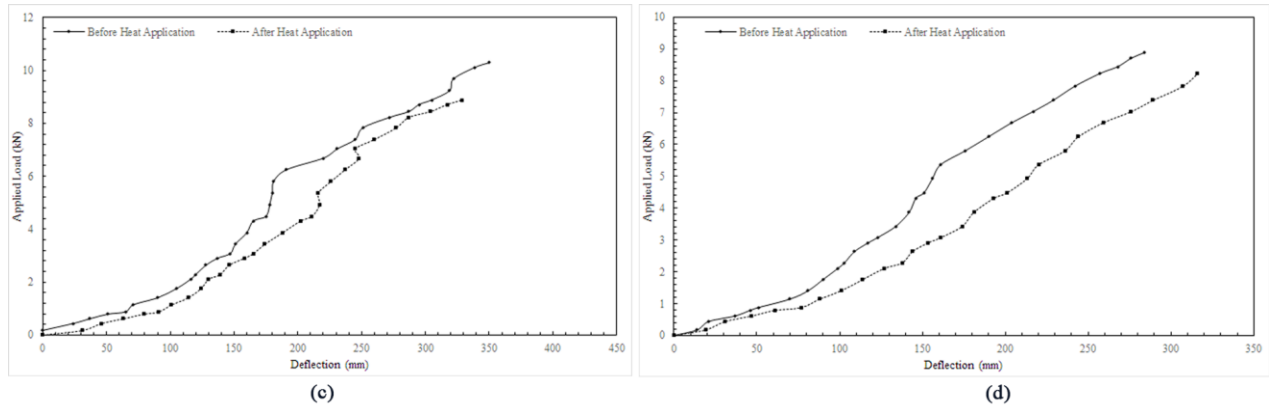 12
10
8
6
4
2
0
Before Heat Application
After Heat Application
Applied Load (kN)
0 50 100 150 200 250 300 350 400 450
Deflection (mm)
(c)
10
9
8
7
6
5
4
3
2
1
0
Before Heat Application
After Heat Application
Applied Load (kN)
0 50 100 150 200 250 300 350
Deflection (mm)
(d)